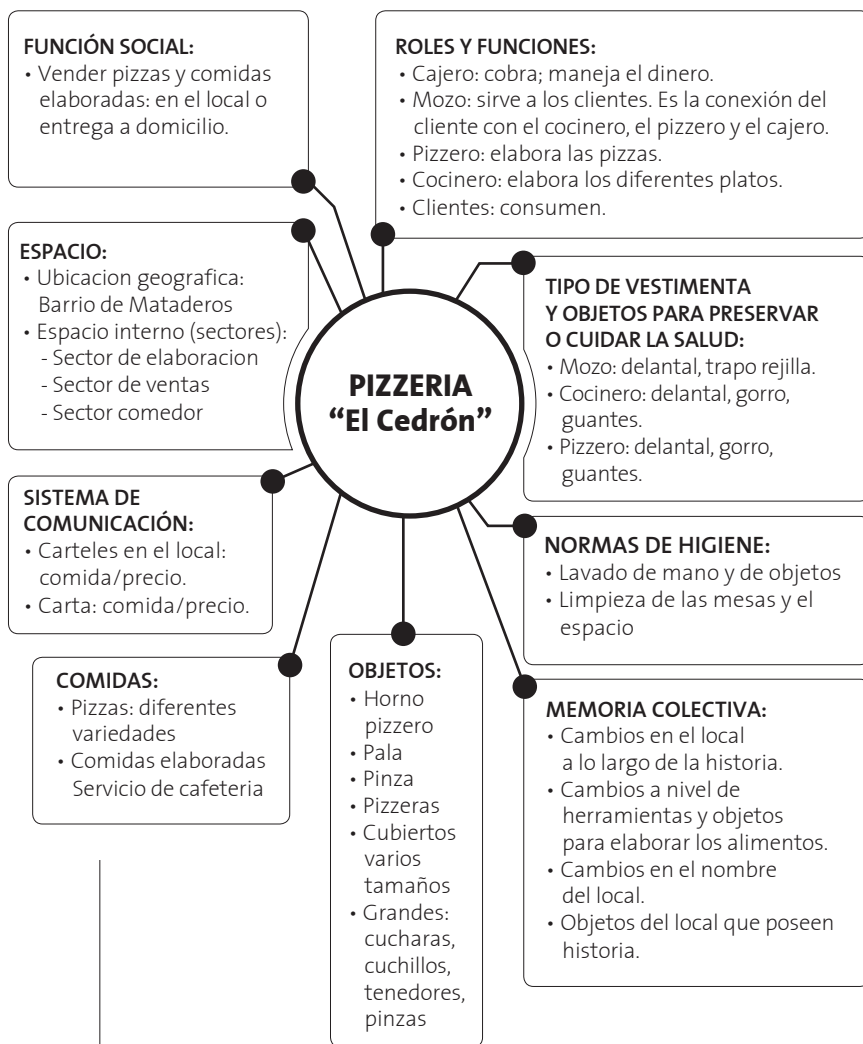 FUNCIÓN SOCIAL:
• Vender pizzas y comidas
elaboradas: en el local o
entrega a domicilio.
ROLES Y FUNCIONES:
• Cajero: cobra; maneja el dinero.
• Mozo: sirve a los clientes. Es la conexión del
cliente con el cocinero, el pizzero y el cajero.
• Pizzero: elabora las pizzas.
• Cocinero: elabora los diferentes platos.
• Clientes: consumen.
ESPACIO:
• Ubicacion geografica:
Barrio de Mataderos
• Espacio interno (sectores):
- Sector de elaboracion
- Sector de ventas
- Sector comedor
PIZZERIA
“El Cedrón”
TIPO DE VESTIMENTA
Y OBJETOS PARA PRESERVAR
O CUIDAR LA SALUD:
• Mozo: delantal, trapo rejilla.
• Cocinero: delantal, gorro,
guantes.
• Pizzero: delantal, gorro,
guantes.
SISTEMA DE
COMUNICACIÓN:
• Carteles en el local:
comida/precio.
• Carta: comida/precio.
NORMAS DE HIGIENE:
• Lavado de mano y de objetos
• Limpieza de las mesas y el
espacio
COMIDAS:
• Pizzas: diferentes
variedades
• Comidas elaboradas
Servicio de cafeteria
OBJETOS:
• Horno
pizzero
• Pala
• Pinza
• Pizzeras
• Cubiertos
varios
tamaños
• Grandes:
cucharas,
cuchillos,
tenedores,
pinzas
MEMORIA COLECTIVA:
• Cambios en el local
a lo largo de la historia.
• Cambios a nivel de
herramientas y objetos
para elaborar los alimentos.
• Cambios en el nombre
del local.
• Objetos del local que poseen
historia.